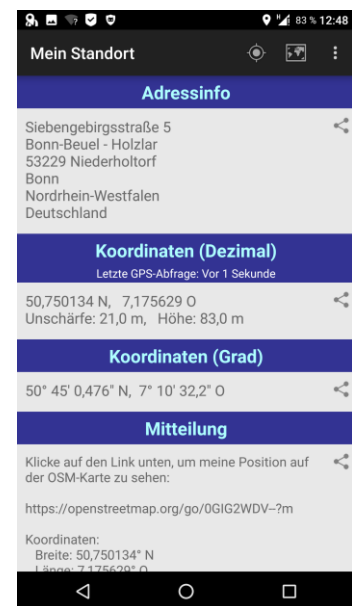 83 % 12:48
Mein Standort
Adressinfo
Siebengebirgsstraße 5
Bonn-Beuel - Holzlar
53229 Niederholtorf
Bonn
Nordrhein-Westfalen
Deutschland
Koordinaten (Dezimal)
Letzte GPS-Abfrage: Vor 1 Sekunde
50,750134 N, 7,175629 O
Unschärfe: 21,0 m, Höhe: 83,0 m
Koordinaten (Grad)
50° 45' 0,476" N, 7° 10' 32,2" O
Mitteilung
Klicke auf den Link unten, um meine Position auf
der OSM-Karte zu sehen:
https://openstreetmap.org/go/0GIG2WDV--?m
Koordinaten:
Breite: 50,750134° N
Länge: 7,175629° O